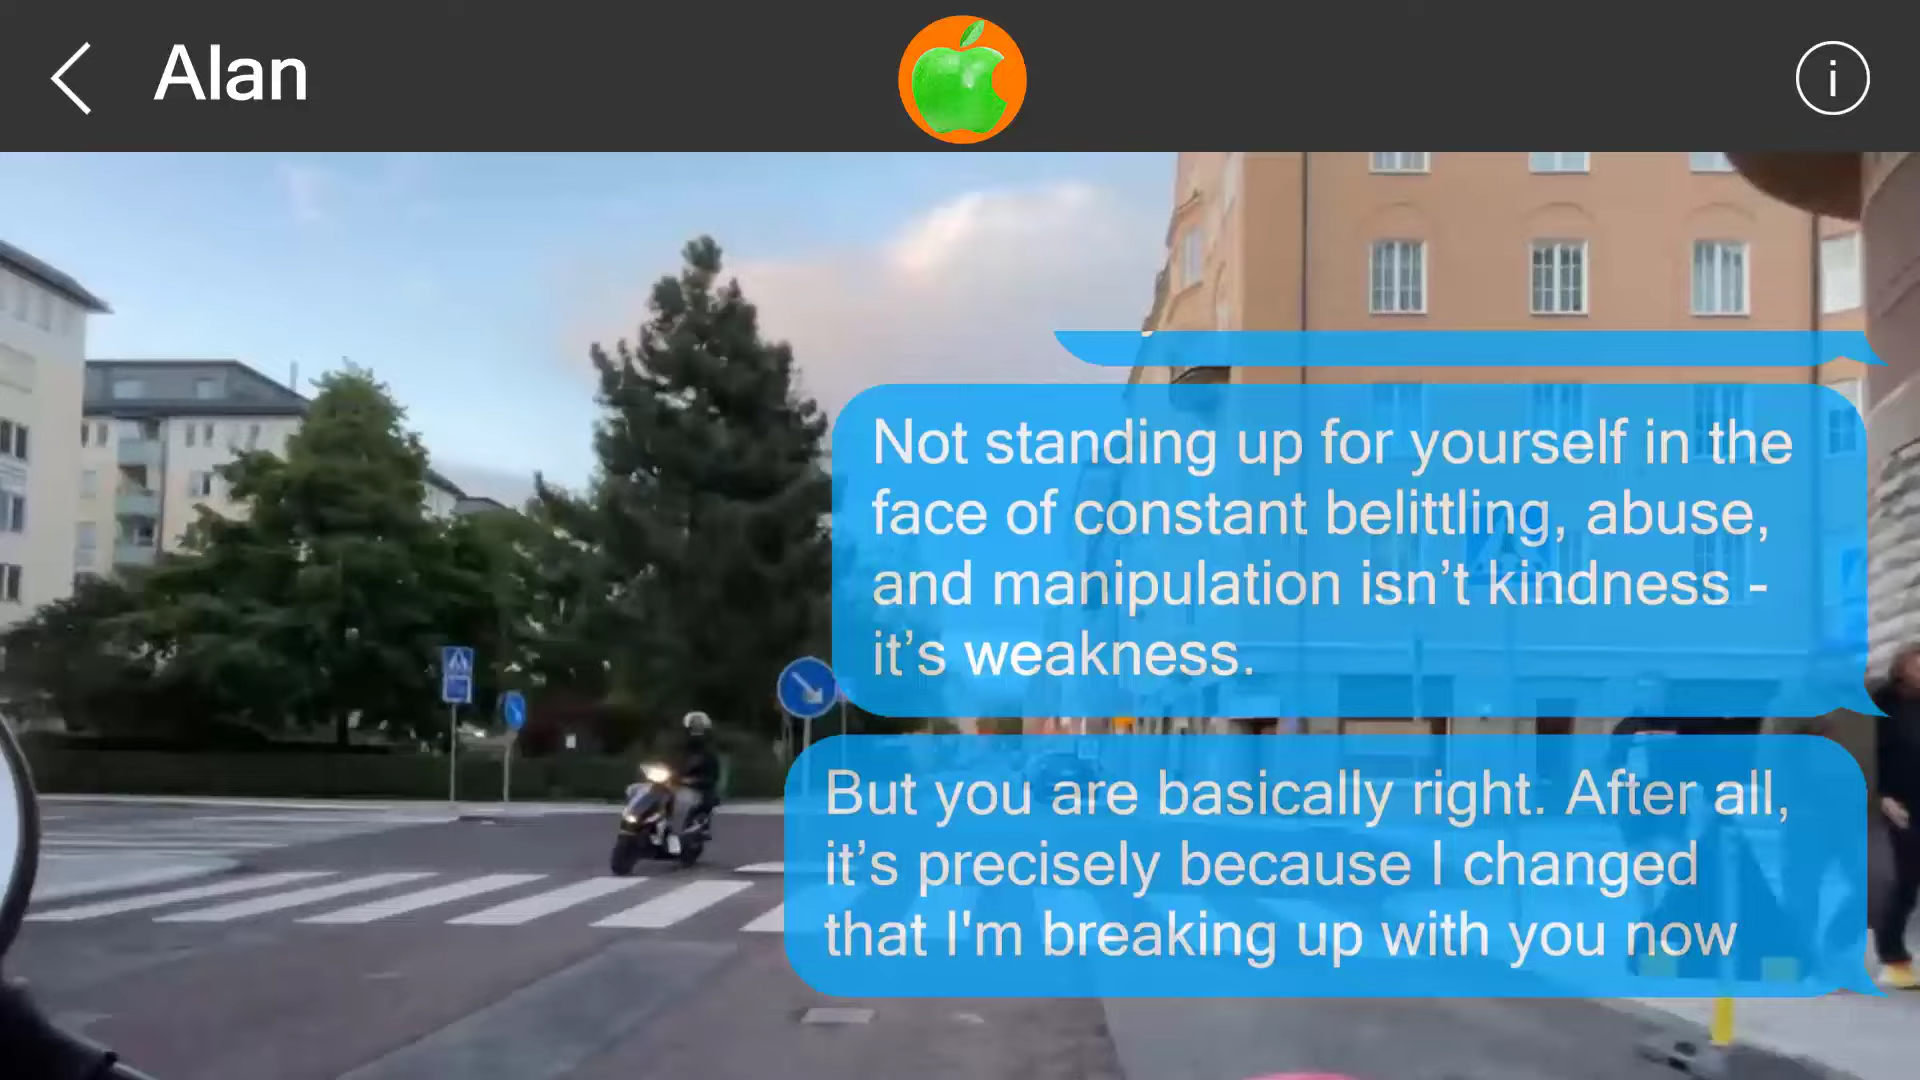 Alan
Not standing up for yourself in the
face of constant belittling, abuse,
and manipulation isn’t kindness -
it’s weakness.
But you are basically right. After all,
it’s precisely because I changed
that I'm breaking up with you now